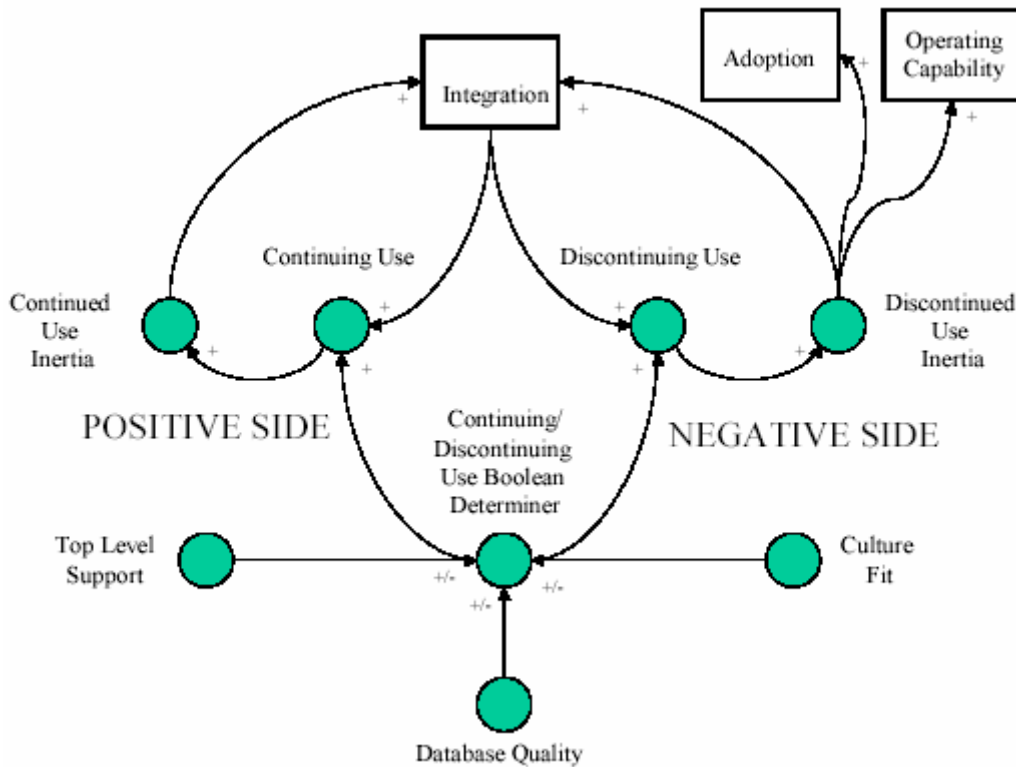 Adoption
Operating
Capability
Integration
+
+
+
+
Continuing Use
Discontinuing Use
Continued
Use
Inertia
+
+
Discontinued
Use
Inertia
+
+
+
+
POSITIVE SIDE
NEGATIVE SIDE
Continuing/
Discontinuing
Use Boolean
Determiner
Top Level
Support
Culture
Fit
+/-
+/-
+/-
Database Quality